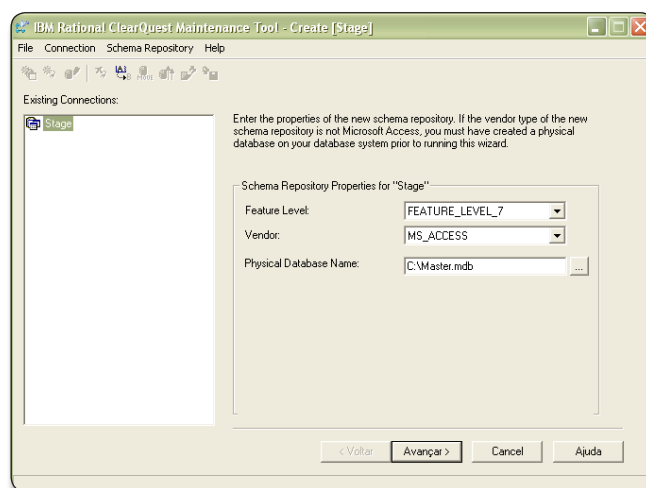 IBM Rational ClearQuest Maintenance Tool - Create [Stage]
File Connection Schema Repository Help
Existing Connections:
Stage
Enter the properties of the new schema repository. If the vendor type of the new
schema repository is not Microsoft Access, you must have created a physical
database on your database system prior to running this wizard.
Schema Repository Properties for "Stage"
Feature Level: FEATURE_LEVEL_7
Vendor: MS_ACCESS
Physical Database Name: C:\Master.mdb ...
< Voltar Avançar > Cancel Ajuda